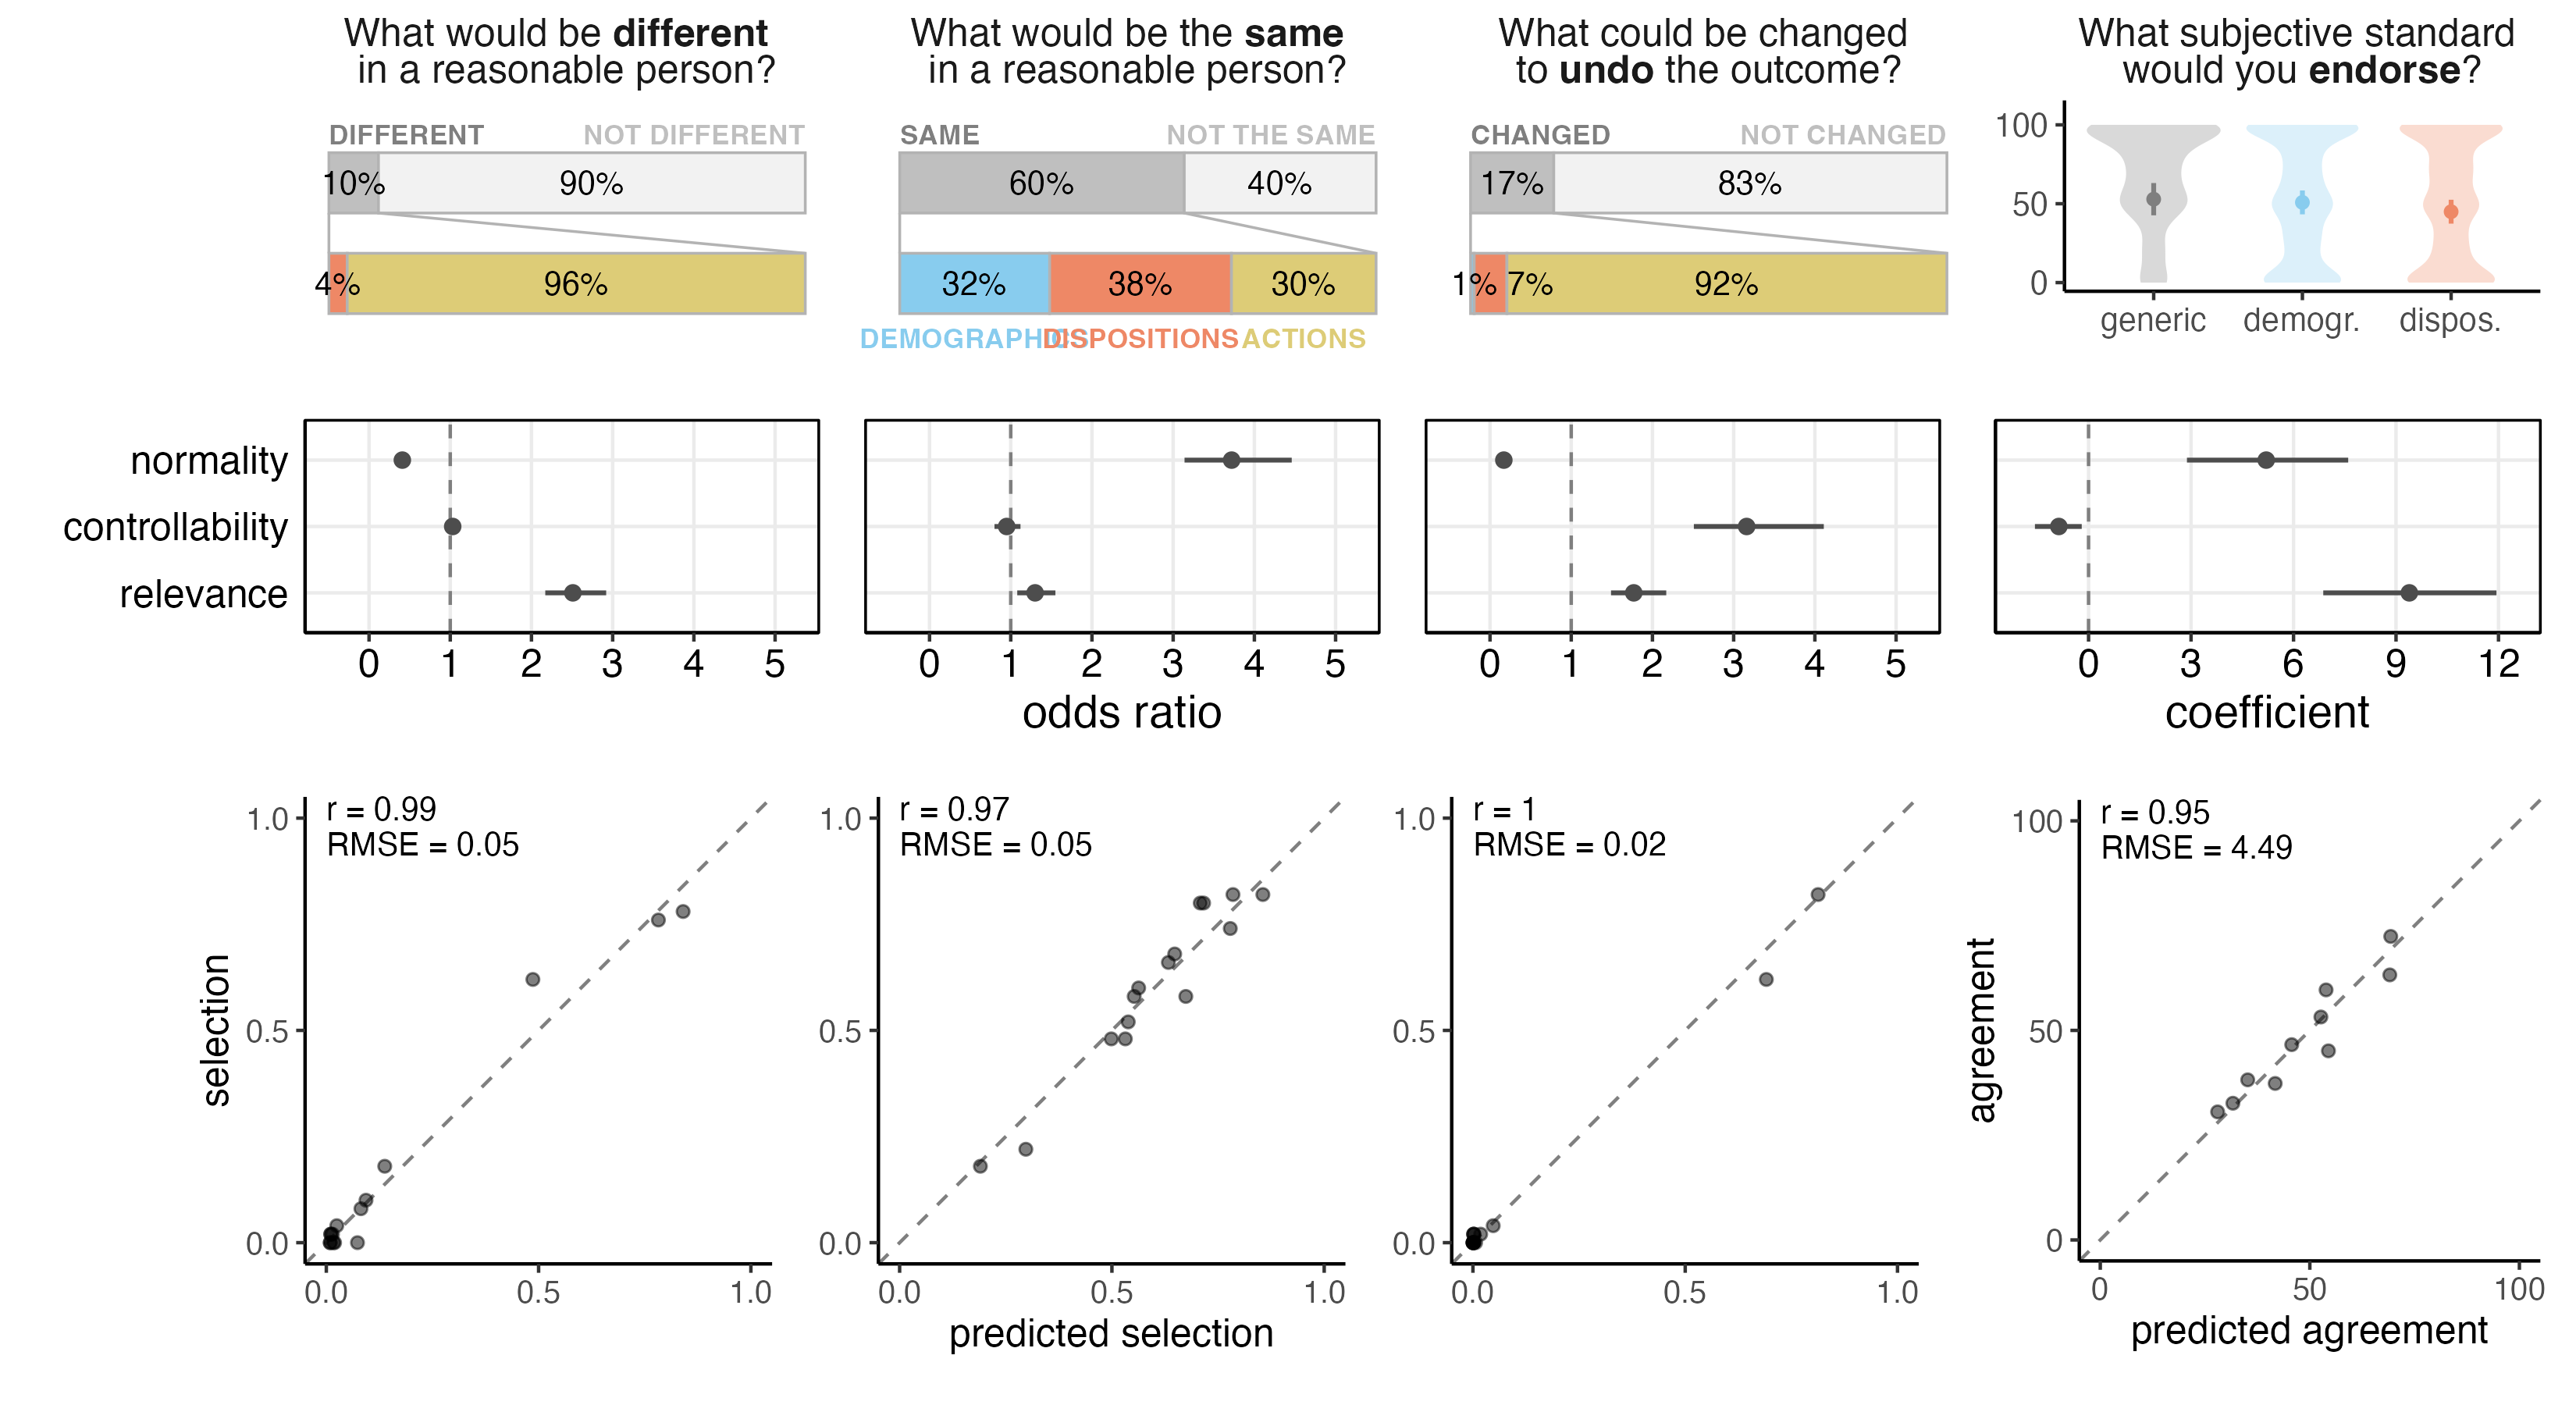 What would be different
in a reasonable person?
What would be the same
in a reasonable person?
What could be changed
to undo the outcome?
What subjective standard
would you endorse?
DIFFERENT NOT DIFFERENT
10% 90%
4% 96%
SAME NOT THE SAME
60% 40%
32% 38% 30%
DEMOGRAPHICS DISPOSITIONS ACTIONS
CHANGED NOT CHANGED
17% 83%
1% 7% 92%
100
50
0
generic demogr. dispos.
normality
controllability
relevance
0 1 2 3 4 5
0 1 2 3 4 5
0 1 2 3 4 5
0 3 6 9 12
odds ratio
coefficient
selection
r = 0.99
RMSE = 0.05
1.0
0.5
0.0
0.0 0.5 1.0
r = 0.97
RMSE = 0.05
1.0
0.5
0.0
0.0 0.5 1.0
predicted selection
r = 1
RMSE = 0.02
1.0
0.5
0.0
0.0 0.5 1.0
agreement
r = 0.95
RMSE = 4.49
100
50
0
0 50 100
predicted agreement